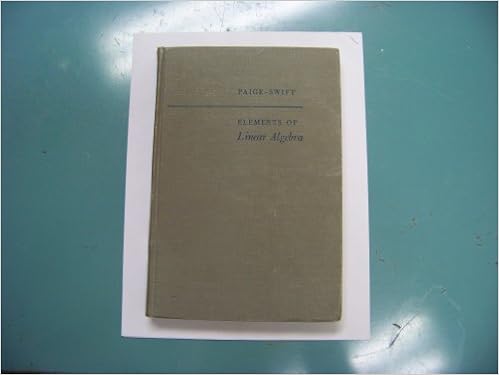 PAIGE-SWIFT
ELEMENTS OF
Linear Algebra